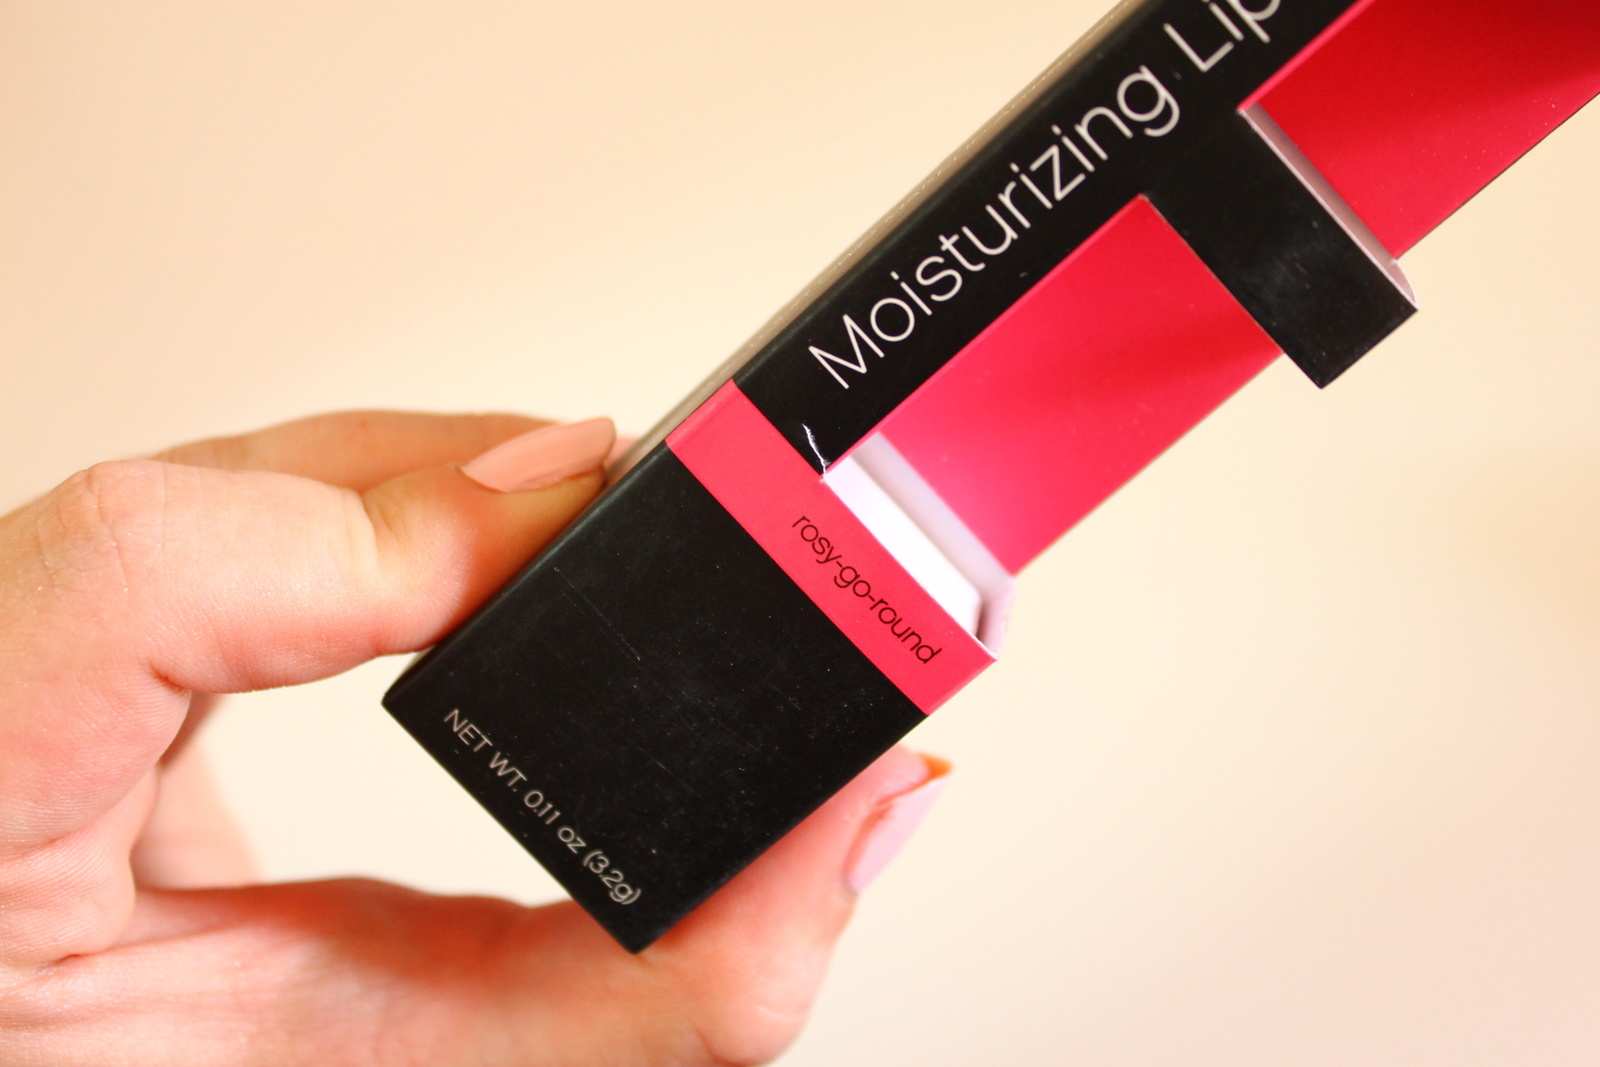 Moisturizing Lip
rosy-go-round
NET WT. 0.11 oz (3.2g)